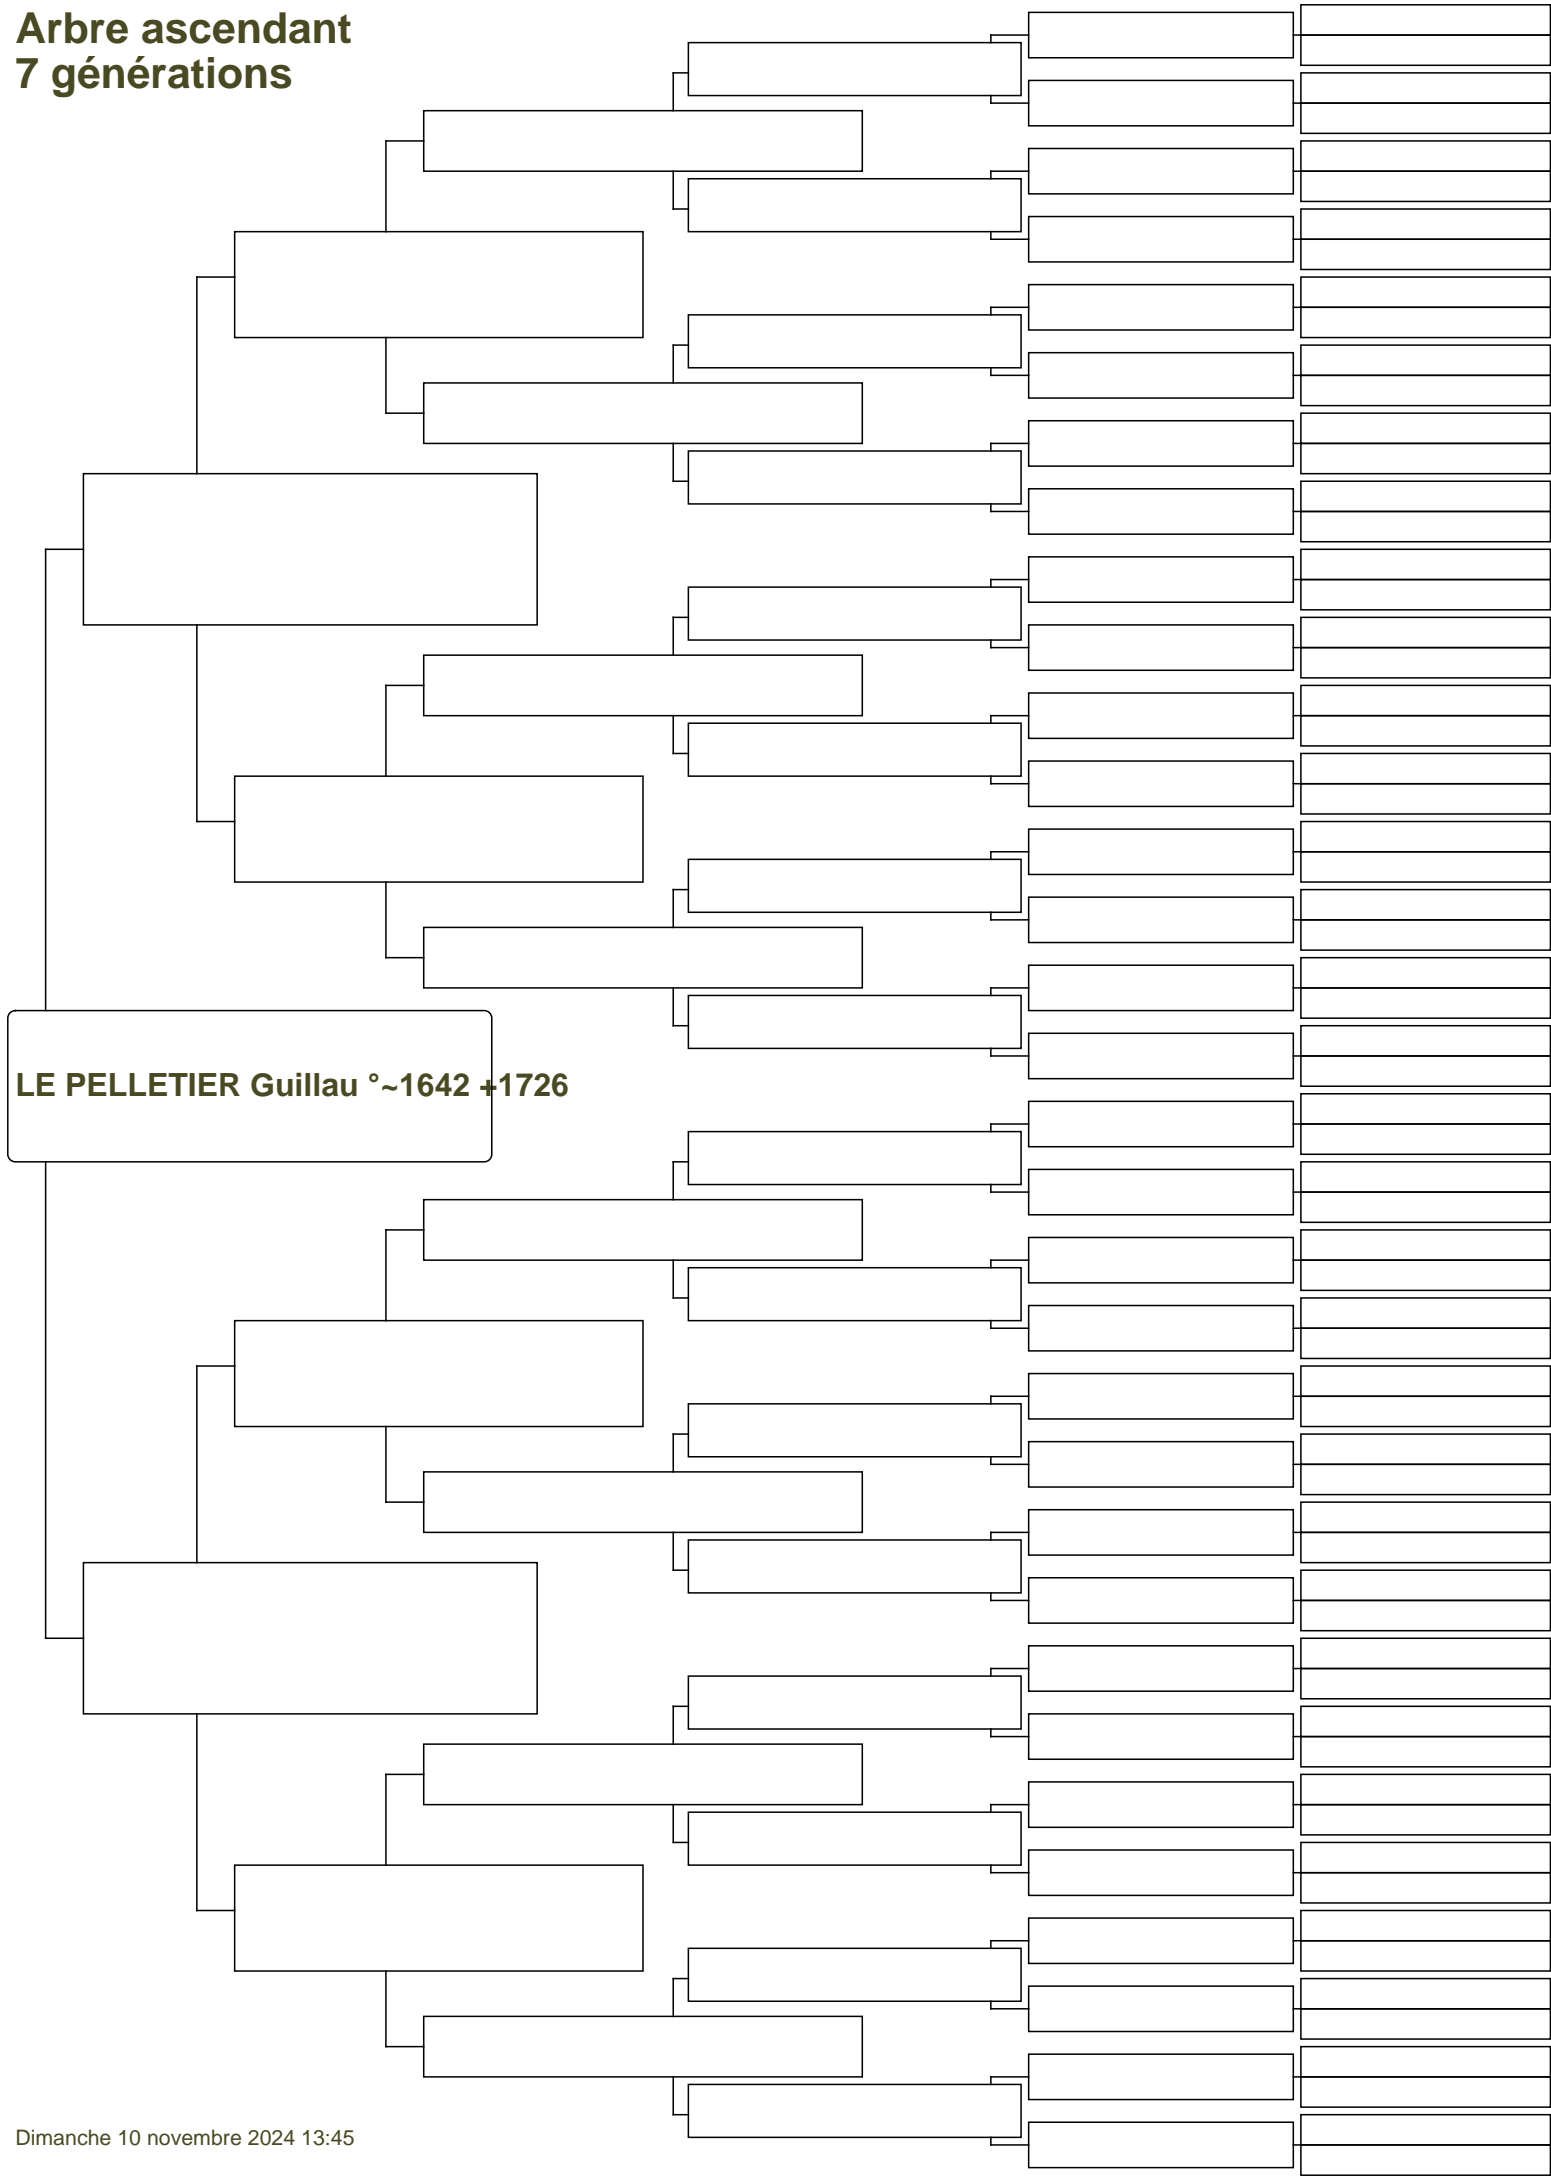 Arbre ascendant
7 générations
LE PELLETIER Guillau °~1642 +1726
Dimanche 10 novembre 2024 13:45